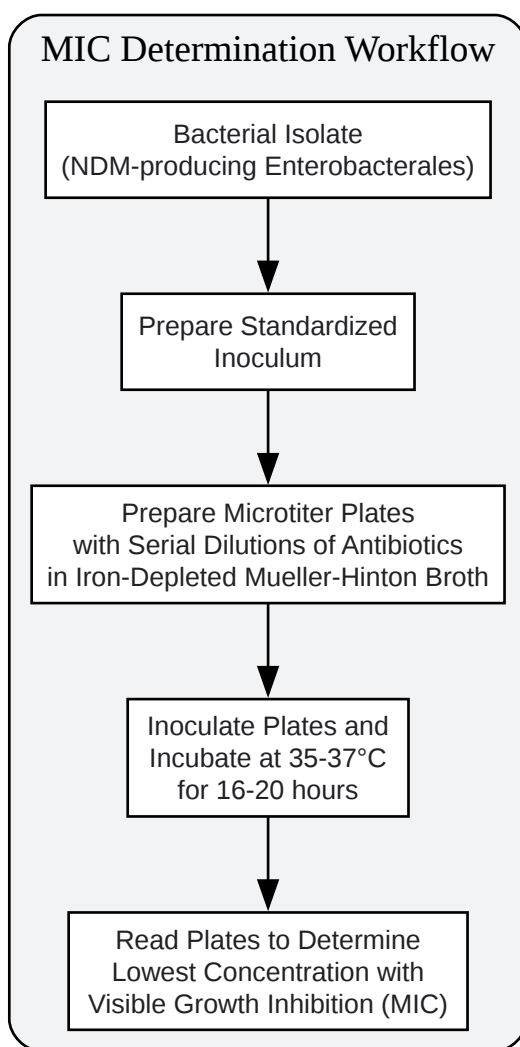 MIC Determination Workflow
Bacterial Isolate
(NDM-producing Enterobacterales)
Prepare Standardized
Inoculum
Prepare Microtiter Plates
with Serial Dilutions of Antibiotics
in Iron-Depleted Mueller-Hinton Broth
Inoculate Plates and
Incubate at 35-37°C
for 16-20 hours
Read Plates to Determine
Lowest Concentration with
Visible Growth Inhibition (MIC)